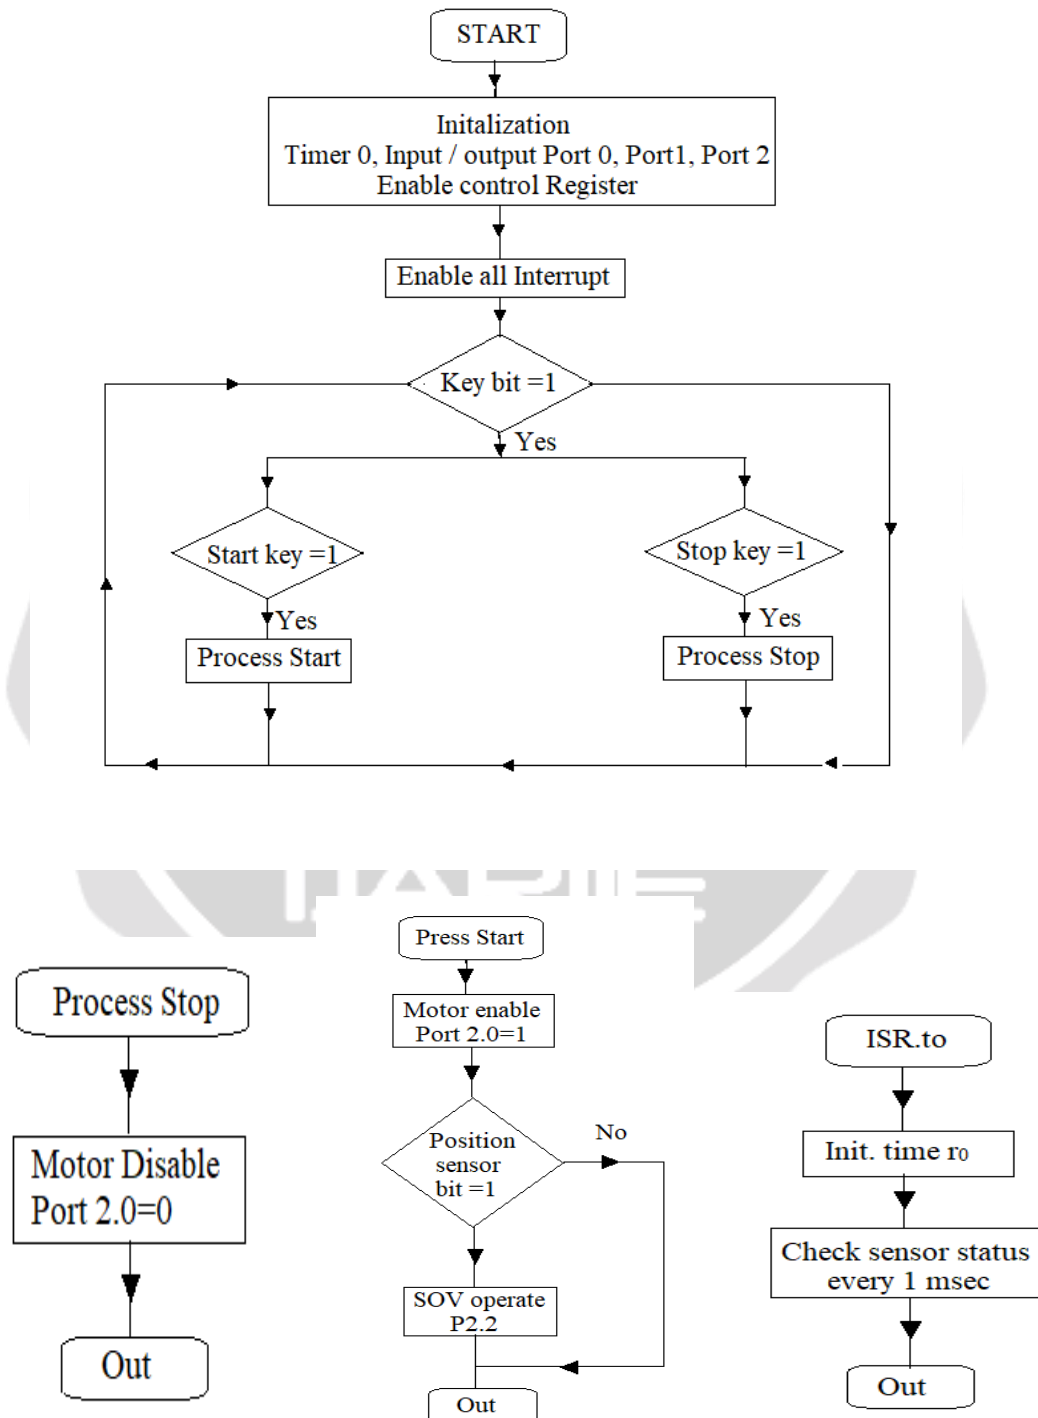 START
Initalization
Timer 0, Input / output Port 0, Port1, Port 2
Enable control Register
Enable all Interrupt
Key bit =1
Yes
Start key =1
Stop key =1
Yes
Yes
Process Start
Process Stop
Process Stop
Motor Disable
Port 2.0=0
Out
Press Start
Motor enable
Port 2.0=1
Position
sensor
bit =1
No
SOV operate
P2.2
Out
ISR.to
Init. time r0
Check sensor status
every 1 msec
Out